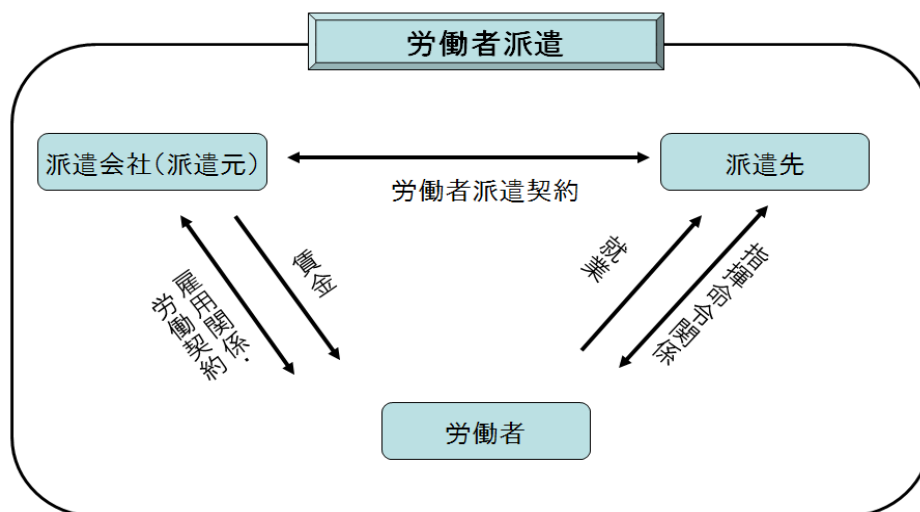 労働者派遣
派遣会社(派遣元)
派遣先
労働者派遣契約
雇用関係・
労働契約
賃金
就業
指揮命令関係
労働者